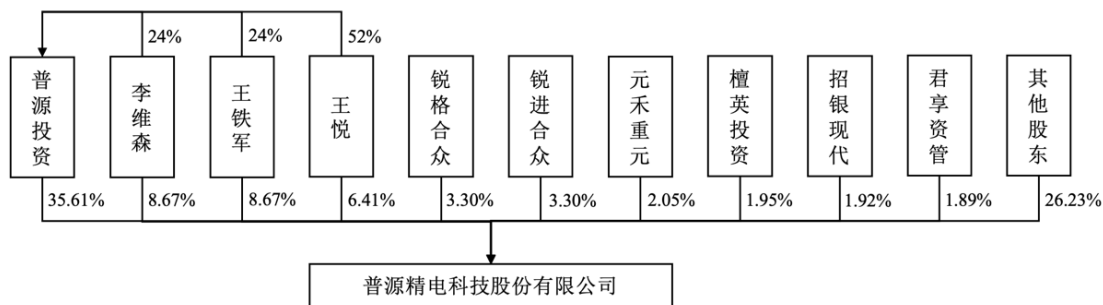 24%
24%
52%
普源投资
李维森
王铁军
王悦
锐格合众
锐进合众
元禾重元
檀英投资
招银现代
君享资管
其他股东
35.61%
8.67%
8.67%
6.41%
3.30%
3.30%
2.05%
1.95%
1.92%
1.89%
26.23%
普源精电科技股份有限公司